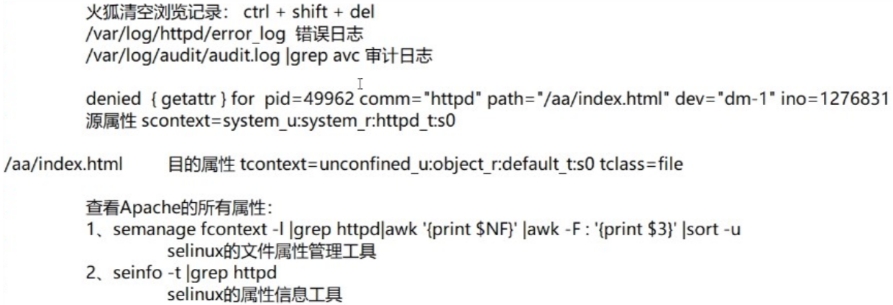 火狐清空浏览记录： ctrl + shift + del
/var/log/httpd/error_log 错误日志
/var/log/audit/audit.log |grep avc 审计日志
denied { getattr } for pid=49962 comm="httpd" path="/aa/index.html" dev="dm-1" ino=1276831
源属性 scontext=system_u:system_r:httpd_t:s0
/aa/index.html 目的属性 tcontext=unconfined_u:object_r:default_t:s0 tclass=file
查看Apache的所有属性：
1、semanage fcontext -l |grep httpd|awk '{print $NF}' |awk -F : '{print $3}' |sort -u
selinux的文件属性管理工具
2、seinfo -t |grep httpd
selinux的属性信息工具